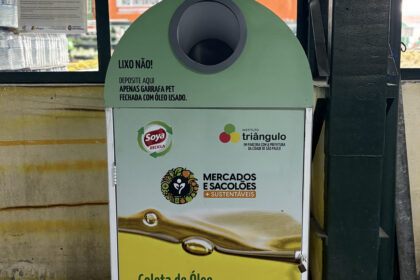 LIXO NÃO!
DEPOSITE AQUI
APENAS GARRAFA PET
FECHADA COM ÓLEO USADO.
Soya
RECICLA
INSTITUTO
triângulo
EM PARCERIA COM A PREFEITURA
DA CIDADE DE SÃO PAULO
MERCADOS
E SACOLÕES
+ SUSTENTÁVEIS
Coleta de Óleo